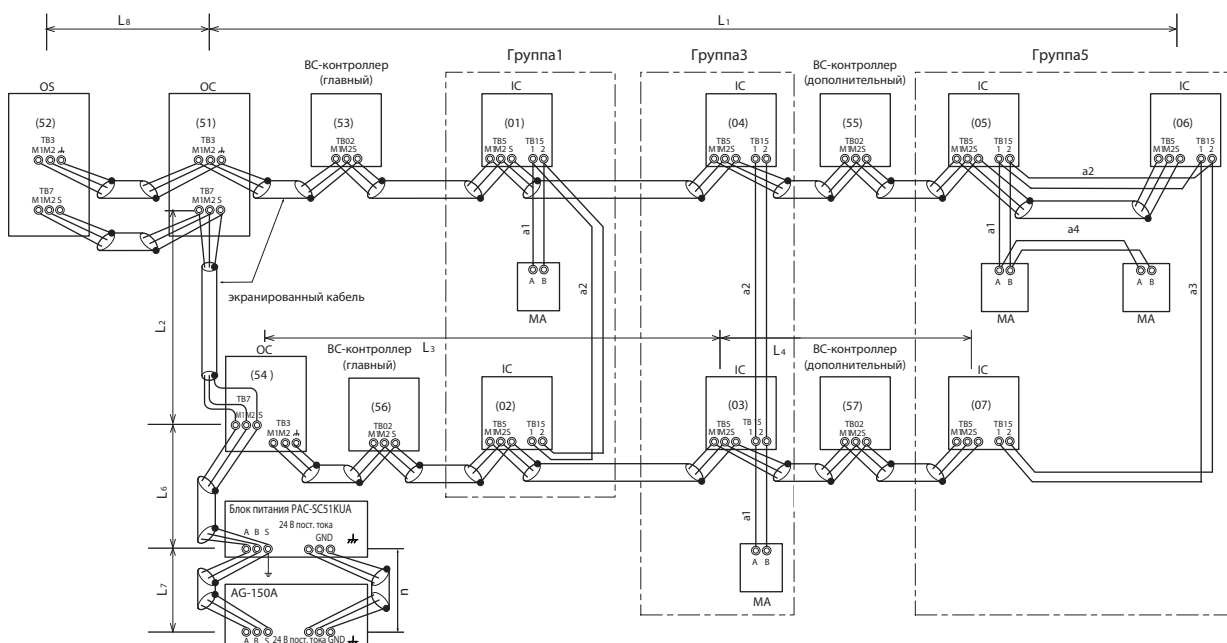 L8
L1
Группа1
Группа3
Группа5
BC-контроллер
(главный)
BC-контроллер
(дополнительный)
OS
OC
IC
IC
IC
IC
(52)
(51)
(53)
(01)
(04)
(55)
(05)
(06)
TB3
M1M2
TB3
M1M2
TB02
M1M2S
TB5
M1M2 S
TB15
1 2
TB5
M1M2S
TB15
1 2
TB02
M1M2S
TB5
M1M2S
TB15
1 2
TB5
M1M2S
TB15
1 2
TB7
M1M2 S
TB7
M1M2 S
a2
a1
a2
a2
a1
a4
a3
A B
MA
A B
MA
A B
MA
экранированный кабель
L2
L3
L4
OC
BC-контроллер
(главный)
IC
IC
BC-контроллер
(дополнительный)
IC
(54 )
(56)
(02)
(03)
(57)
(07)
TB7
M1M2 S
TB3
M1M2
TB02
M1M2 S
TB5
M1M2S
TB15
1 2
TB5
M1M2S
TB15
1 2
TB02
M1M2S
TB5
M1M2S
TB15
1 2
L6
Блок питания PAC-SC51KUA
24 В пост. тока
A B S
GND
a1
A B
MA
L7
n
AG-150A
A B S
24 В пост. тока GND